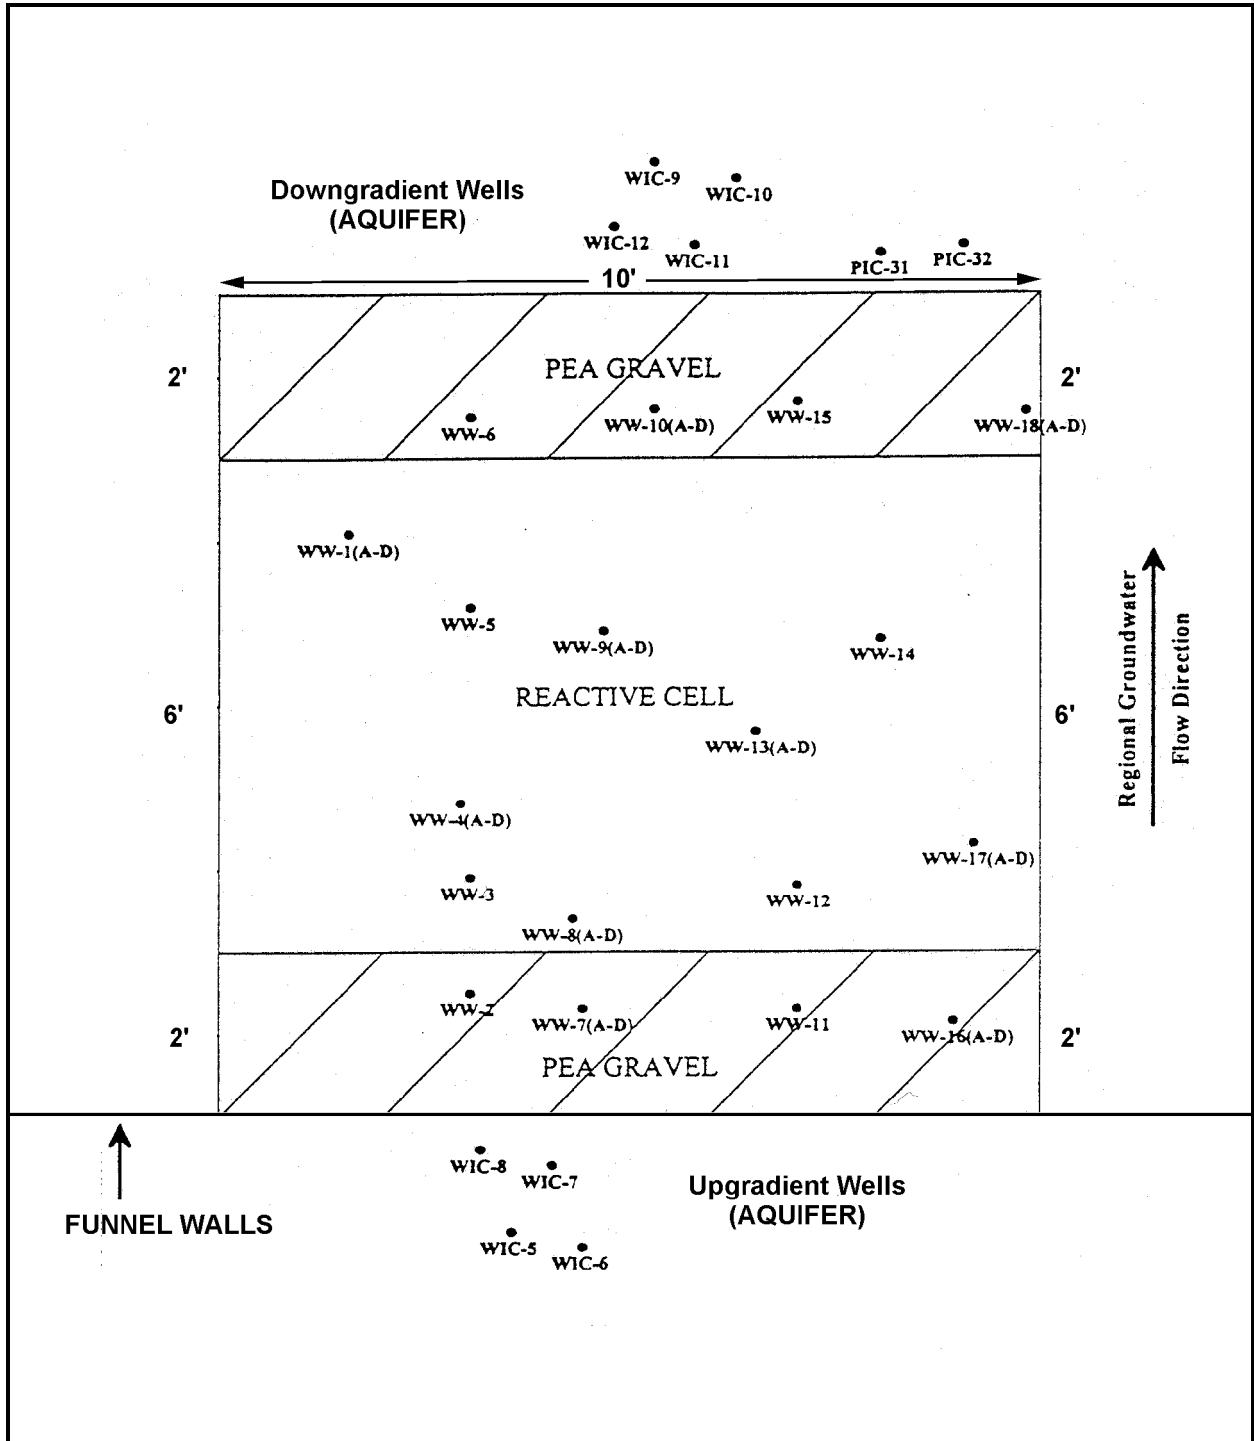 WIC-9
WIC-10
Downgradient Wells
(AQUIFER)
WIC-12
WIC-11
PIC-31
PIC-32
10'
PEA GRAVEL
2'
2'
WW-6
WW-10(A-D)
WW-15
WW-18(A-D)
WW-1(A-D)
WW-5
WW-9(A-D)
WW-14
REACTIVE CELL
6'
6'
Regional Groundwater
Flow Direction
WW-13(A-D)
WW-4(A-D)
WW-17(A-D)
WW-3
WW-12
WW-8(A-D)
WW-2
WW-7(A-D)
WW-11
WW-16(A-D)
2'
2'
PEA GRAVEL
WIC-8
WIC-7
Upgradient Wells
(AQUIFER)
FUNNEL WALLS
WIC-5
WIC-6